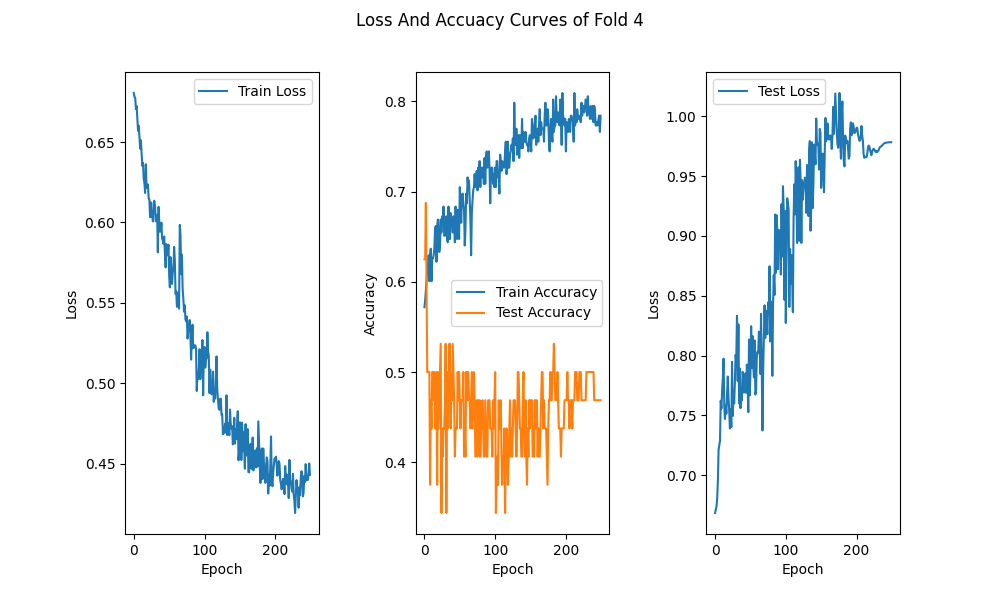 Loss And Accuacy Curves of Fold 4
Train Loss
0.65
0.60
0.55
0.50
0.45
Loss
0
100
200
Epoch
0.8
0.7
0.6
0.5
0.4
Accuracy
Train Accuracy
Test Accuracy
0
100
200
Epoch
Test Loss
1.00
0.95
0.90
0.85
0.80
0.75
0.70
Loss
0
100
200
Epoch